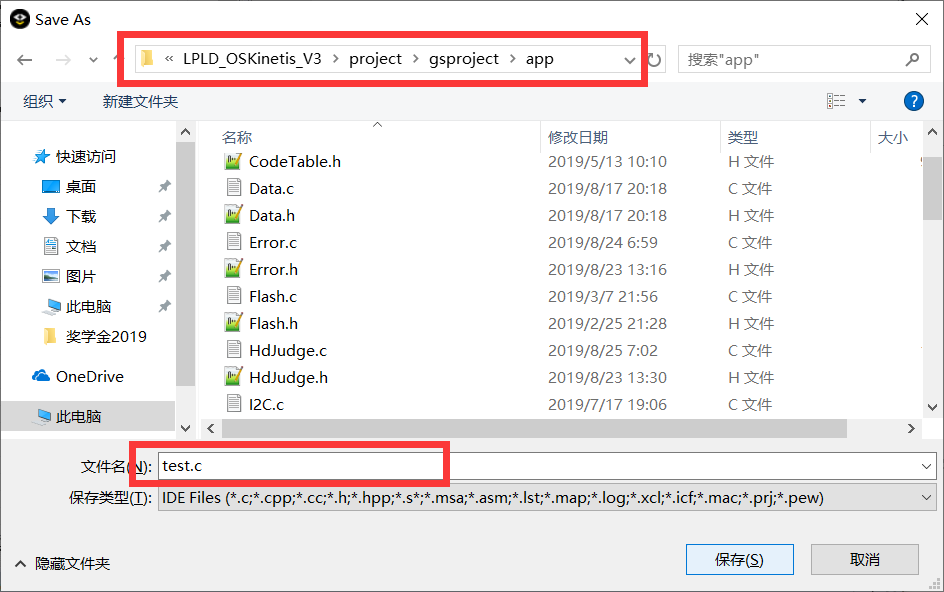 Save As
« LPLD_OSKinetis_V3 > project > gsproject > app
搜索"app"
组织
新建文件夹
?
快速访问
桌面
下载
文档
图片
此电脑
奖学金2019
OneDrive
此电脑
名称 修改日期 类型 大小
CodeTable.h 2019/5/13 10:10 H 文件
Data.c 2019/8/17 20:18 C 文件
Data.h 2019/8/17 20:18 H 文件
Error.c 2019/8/24 6:59 C 文件
Error.h 2019/8/23 13:16 H 文件
Flash.c 2019/3/7 21:56 C 文件
Flash.h 2019/2/25 21:28 H 文件
HdJudge.c 2019/8/25 7:02 C 文件
HdJudge.h 2019/8/23 13:30 H 文件
I2C.c 2019/7/17 19:06 C 文件
文件名(N): test.c
保存类型(T): IDE Files (*.c;*.cpp;*.cc;*.h;*.hpp;*.s*;*.msa;*.asm;*.lst;*.map;*.log;*.xcl;*.icf;*.mac;*.prj;*.pew)
隐藏文件夹
保存(S)
取消